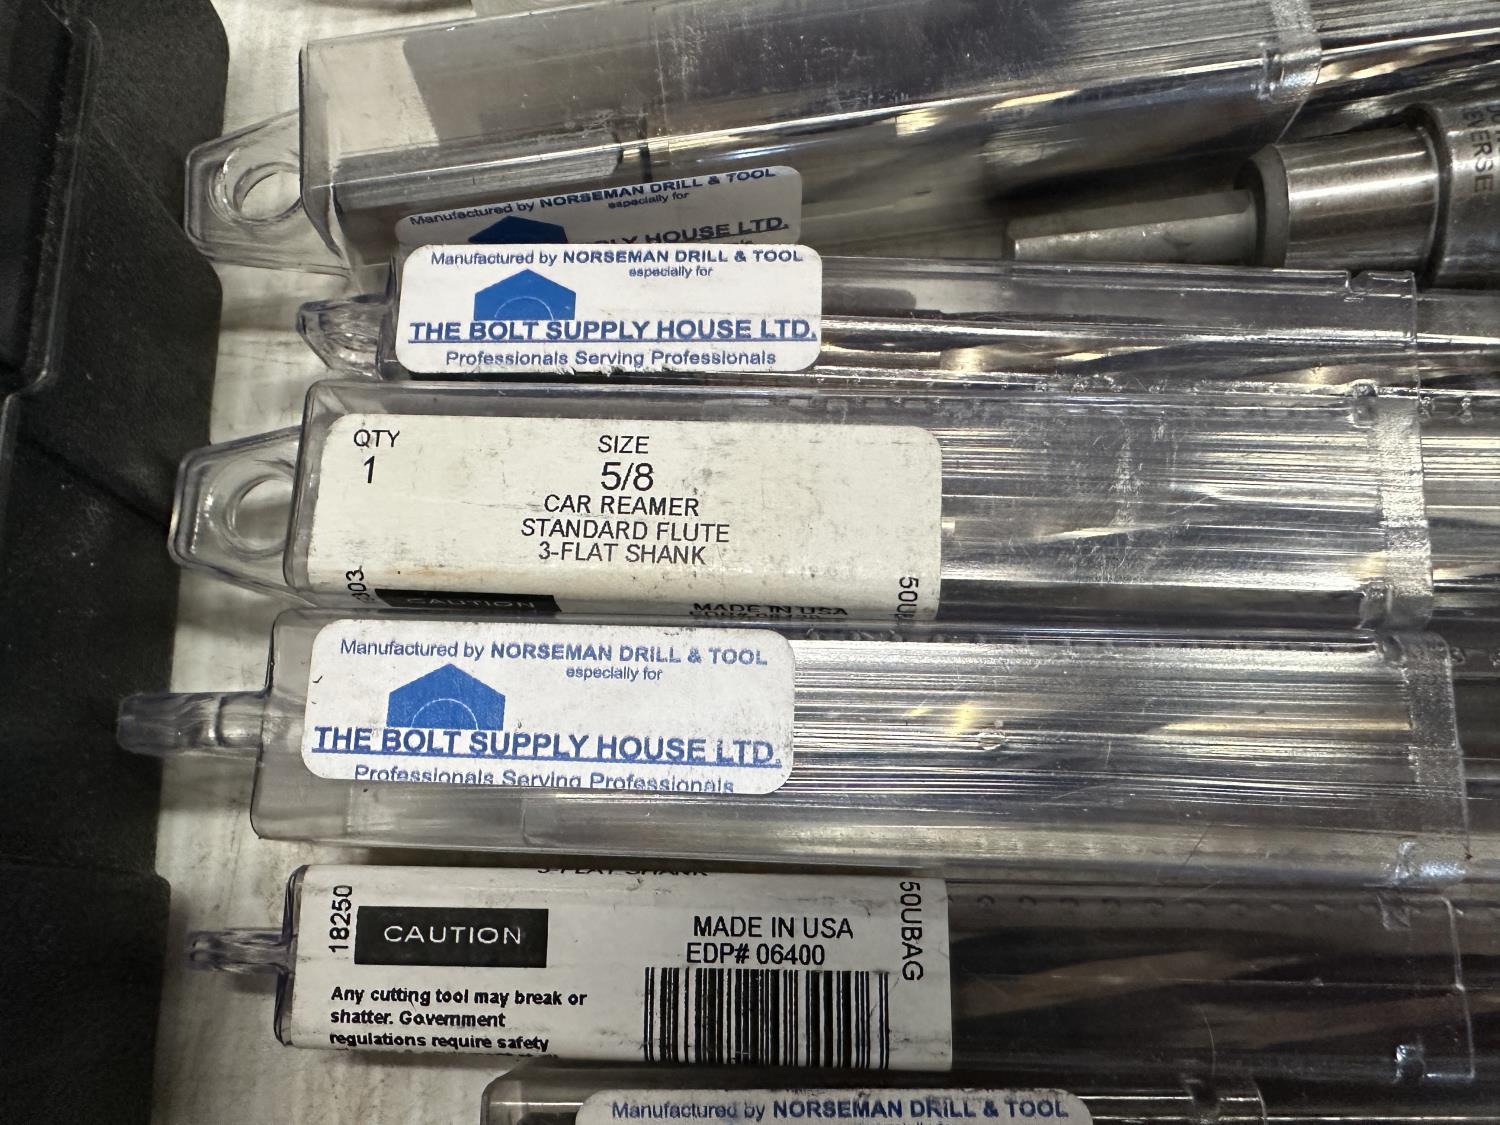 Manufactured by NORSEMAN DRILL & TOOL
especially for
HOUSE LTD.
EVERSE
Manufactured by NORSEMAN DRILL & TOOL
especially for
THE BOLT SUPPLY HOUSE LTD.
Professionals Serving Professionals
QTY
1
SIZE
5/8
CAR REAMER
STANDARD FLUTE
3-FLAT SHANK
CAUTION
MADE IN USA
Manufactured by NORSEMAN DRILL & TOOL
especially for
THE BOLT SUPPLY HOUSE LTD.
Professionals Serving Professionals
3-FLAT SHANK
18250
CAUTION
Any cutting tool may break or
shatter. Government
regulations require safety
MADE IN USA
EDP# 06400
50UBAG
Manufactured by NORSEMAN DRILL & TOOL